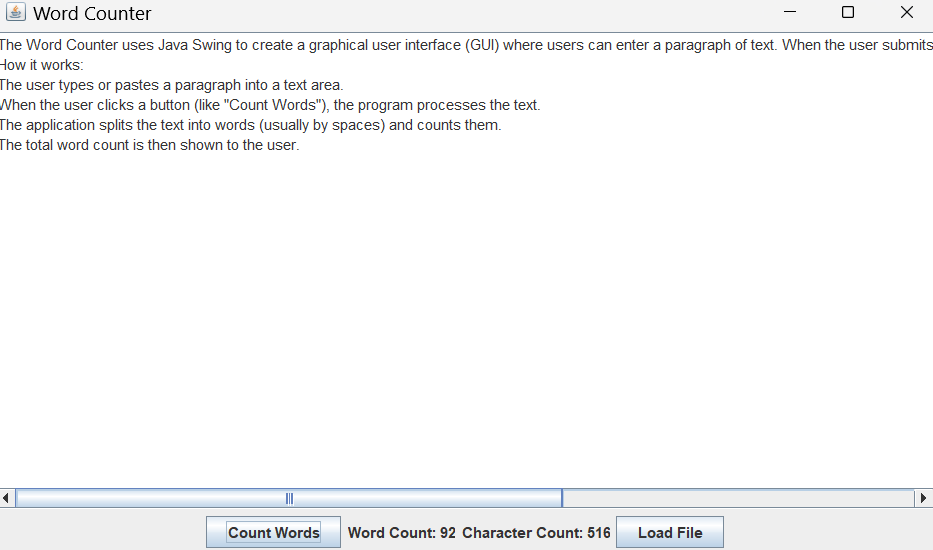 Word Counter
The Word Counter uses Java Swing to create a graphical user interface (GUI) where users can enter a paragraph of text. When the user submits
How it works:
The user types or pastes a paragraph into a text area.
When the user clicks a button (like "Count Words"), the program processes the text.
The application splits the text into words (usually by spaces) and counts them.
The total word count is then shown to the user.
Count Words Word Count: 92 Character Count: 516 Load File